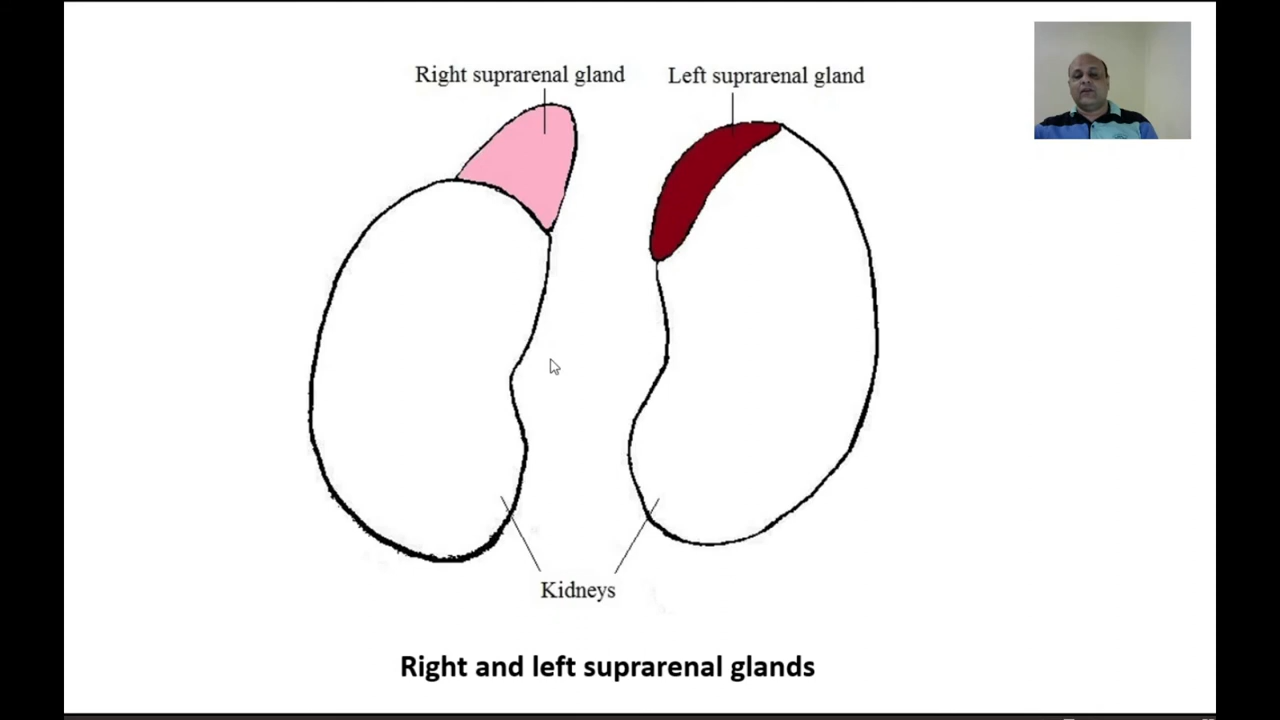 Right suprarenal gland
Left suprarenal gland
Kidneys
Right and left suprarenal glands